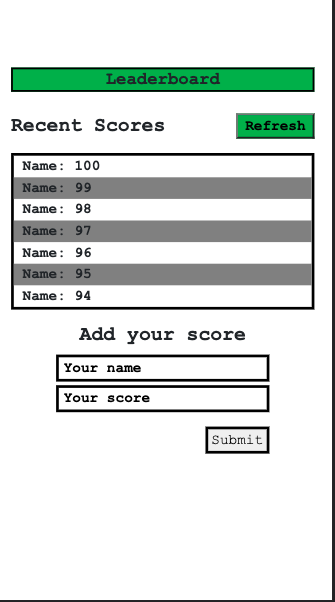 Leaderboard
Recent Scores Refresh
Name: 100
Name: 99
Name: 98
Name: 97
Name: 96
Name: 95
Name: 94
Add your score
Your name
Your score
Submit